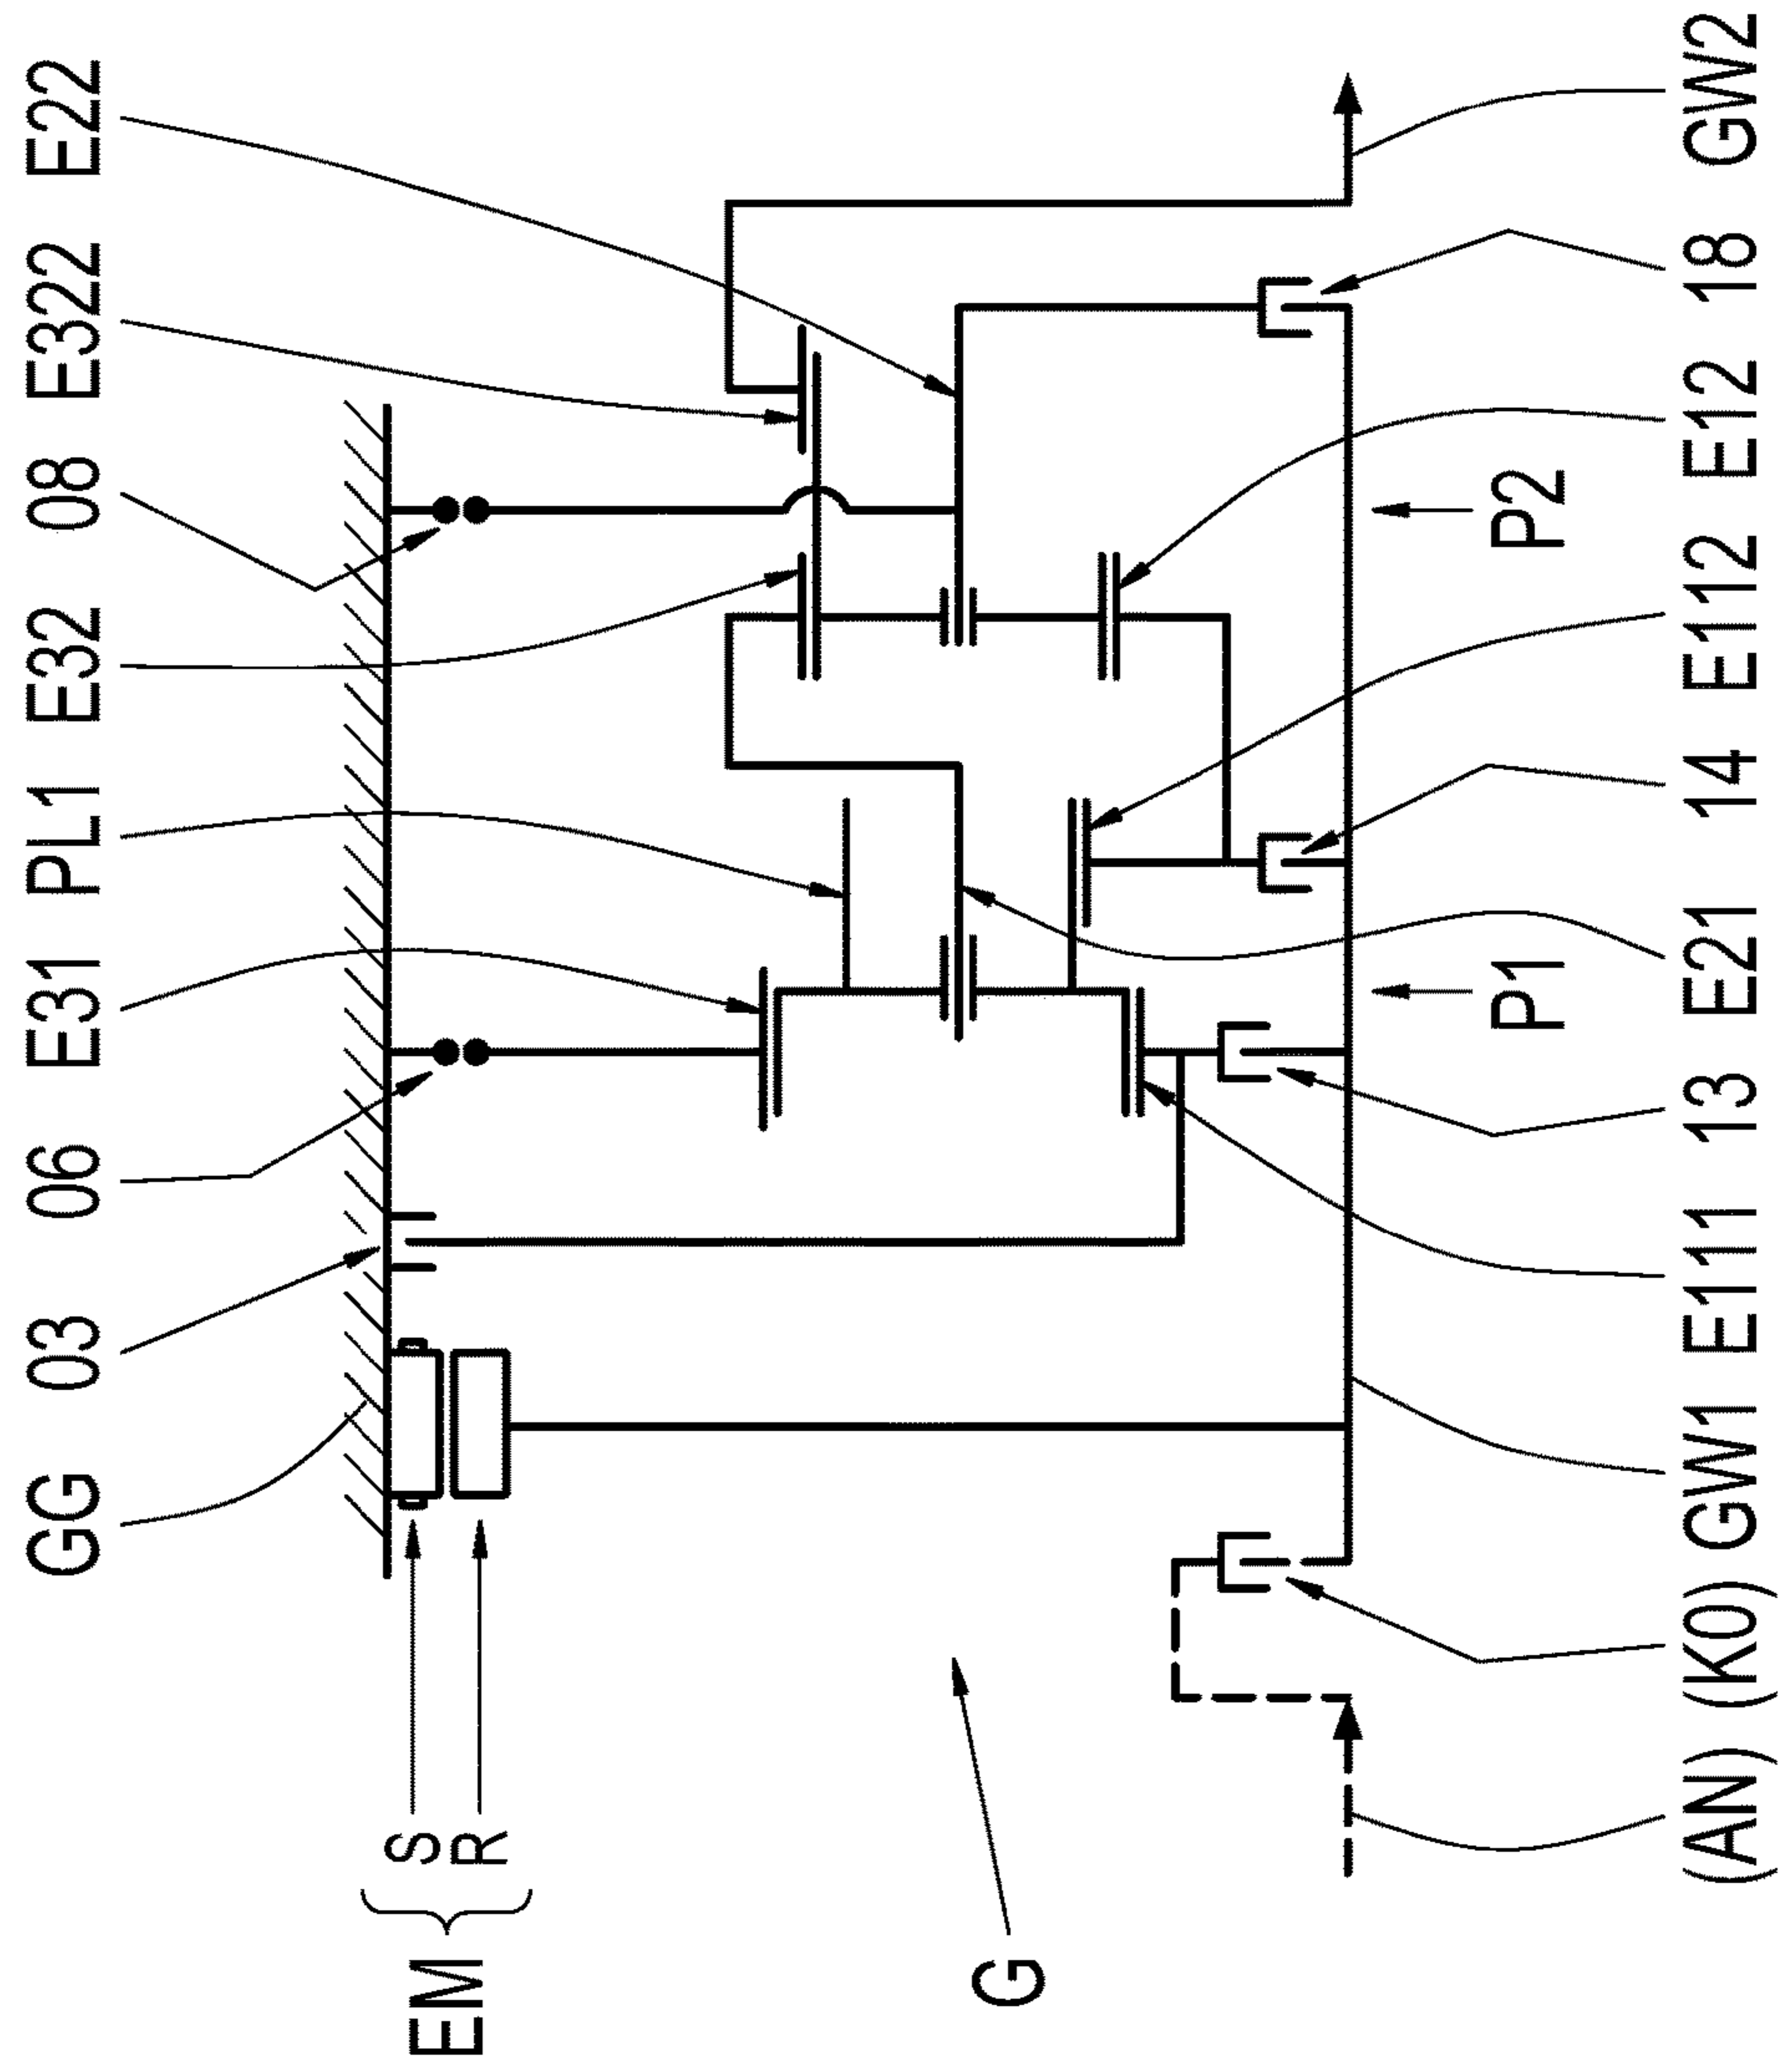 GG 03 06 E31 PL1 E32 08 E322 E22
EM
S
R
G
P1 P2
(AN) (K0) GW1 E111 13 E21 14 E112 E12 18 GW2